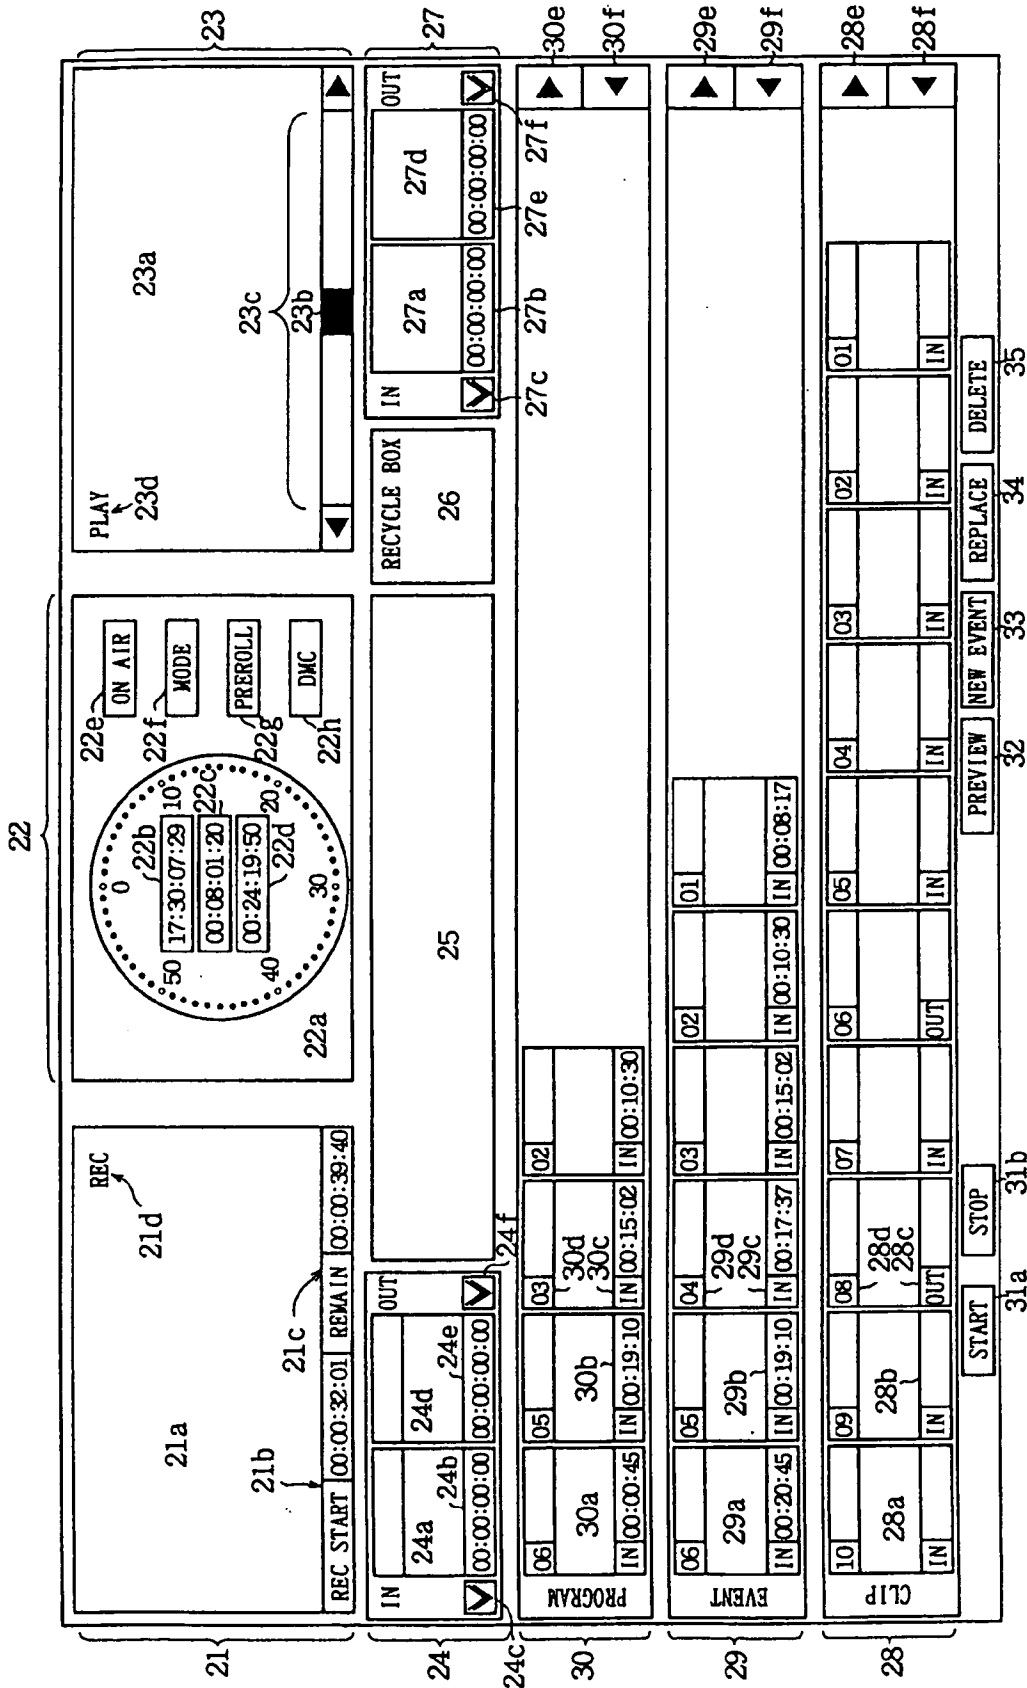 21
22
23
21a
21d
REC
REC START
00:00:32:01
REMAIN
00:00:39:40
21b
21c
0
10
20
30
40
50
22b
17:30:07:29
22c
00:08:01:20
00:24:19:50
22d
22a
22e
ON AIR
22f
MODE
22g
PREROLL
22h
DMC
PLAY
23d
23a
23c
23b
24
IN
24a
24b
00:00:00:00
24d
24e
00:00:00:00
OUT
24c
24f
25
RECYCLE BOX
26
27
IN
27a
00:00:00:00
27d
00:00:00:00
OUT
27c
27b
27e
27f
30
PROGRAM
06
30a
IN 00:00:45
05
30b
IN 00:19:10
03
30d
30c
IN 00:15:02
02
IN 00:10:30
30e
30f
29
EVENT
06
29a
IN 00:20:45
05
29b
IN 00:19:10
04
29d
29c
IN 00:17:37
03
IN 00:15:02
02
IN 00:10:30
01
IN 00:08:17
29e
29f
28
CLIP
10
28a
IN
09
28b
IN
08
28d
28c
OUT
07
IN
06
OUT
05
IN
04
IN
03
IN
02
IN
01
IN
28e
28f
START
31a
STOP
31b
PREVIEW
32
NEW EVENT
33
REPLACE
34
DELETE
35